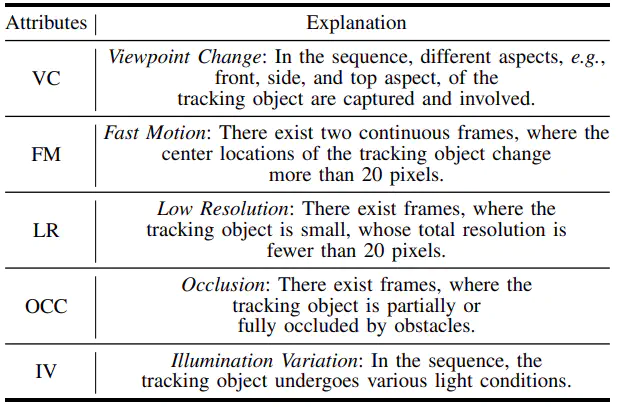 Attributes Explanation
Viewpoint Change: In the sequence, different aspects, e.g.,
VC front, side, and top aspect, of the
tracking object are captured and involved.
Fast Motion: There exist two continuous frames, where the
FM center locations of the tracking object change
more than 20 pixels.
Low Resolution: There exist frames, where the
LR tracking object is small, whose total resolution is
fewer than 20 pixels.
Occlusion: There exist frames, where the
OCC tracking object is partially or
fully occluded by obstacles.
IV Illumination Variation: In the sequence, the
tracking object undergoes various light conditions.